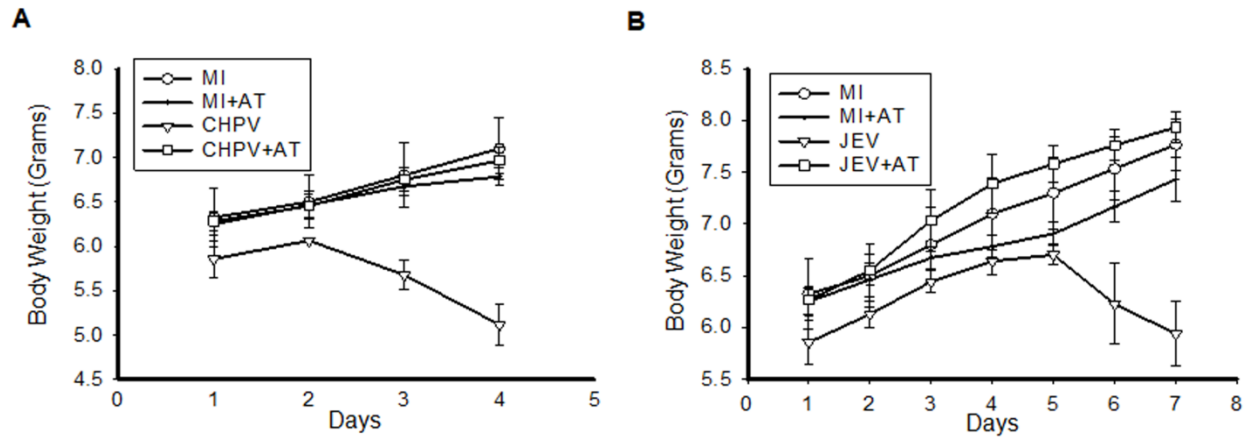 A
Body Weight (Grams)
8.0
7.5
7.0
6.5
6.0
5.5
5.0
4.5
MI
MI+AT
CHPV
CHPV+AT
0 1 2 3 4 5
Days
B
Body Weight (Grams)
8.5
8.0
7.5
7.0
6.5
6.0
5.5
MI
MI+AT
JEV
JEV+AT
0 1 2 3 4 5 6 7 8
Days